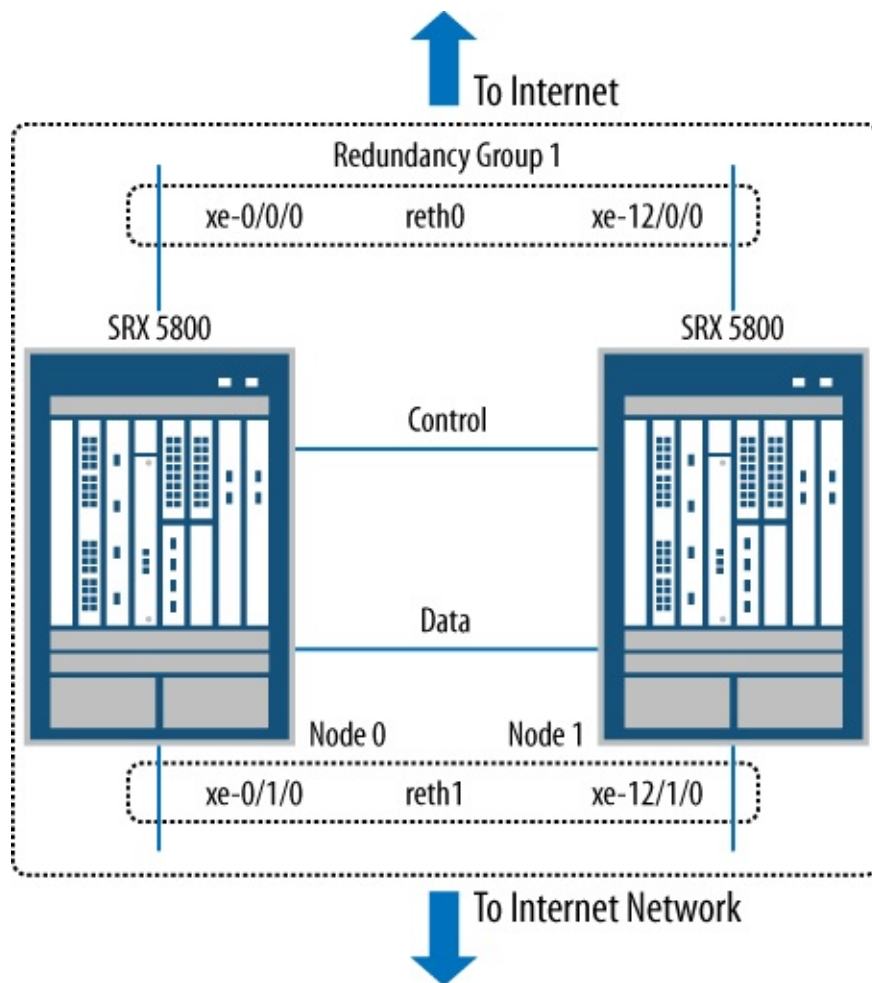 To Internet
Redundancy Group 1
xe-0/0/0 reth0 xe-12/0/0
SRX 5800 SRX 5800
Control
Data
Node 0 Node 1
xe-0/1/0 reth1 xe-12/1/0
To Internet Network